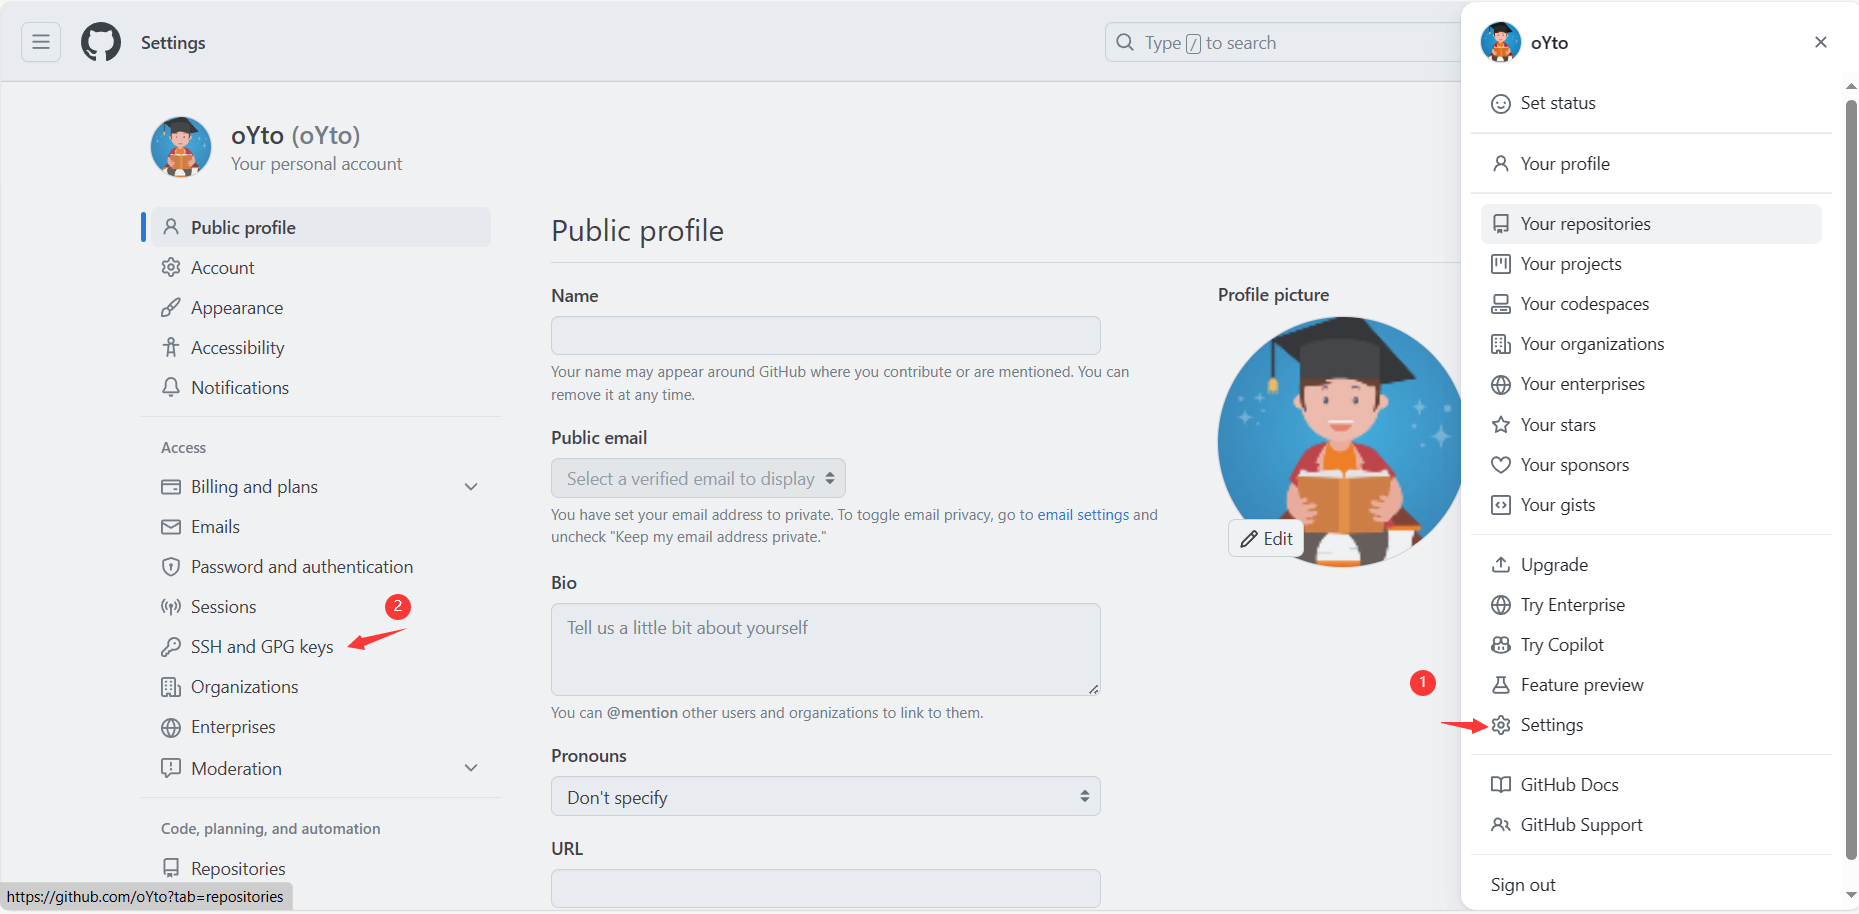 Settings
Type / to search
oYto (oYto)
Your personal account
Public profile
Account
Appearance
Accessibility
Notifications
Access
Billing and plans
Emails
Password and authentication
Sessions
2
SSH and GPG keys
Organizations
Enterprises
Moderation
Code, planning, and automation
Repositories
https://github.com/oYto?tab=repositories
Public profile
Name
Your name may appear around GitHub where you contribute or are mentioned. You can
remove it at any time.
Public email
Select a verified email to display
You have set your email address to private. To toggle email privacy, go to email settings and
uncheck "Keep my email address private."
Bio
Tell us a little bit about yourself
You can @mention other users and organizations to link to them.
Pronouns
Don't specify
URL
Profile picture
Edit
oYto
Set status
Your profile
Your repositories
Your projects
Your codespaces
Your organizations
Your enterprises
Your stars
Your sponsors
Your gists
Upgrade
Try Enterprise
Try Copilot
Feature preview
1
Settings
GitHub Docs
GitHub Support
Sign out